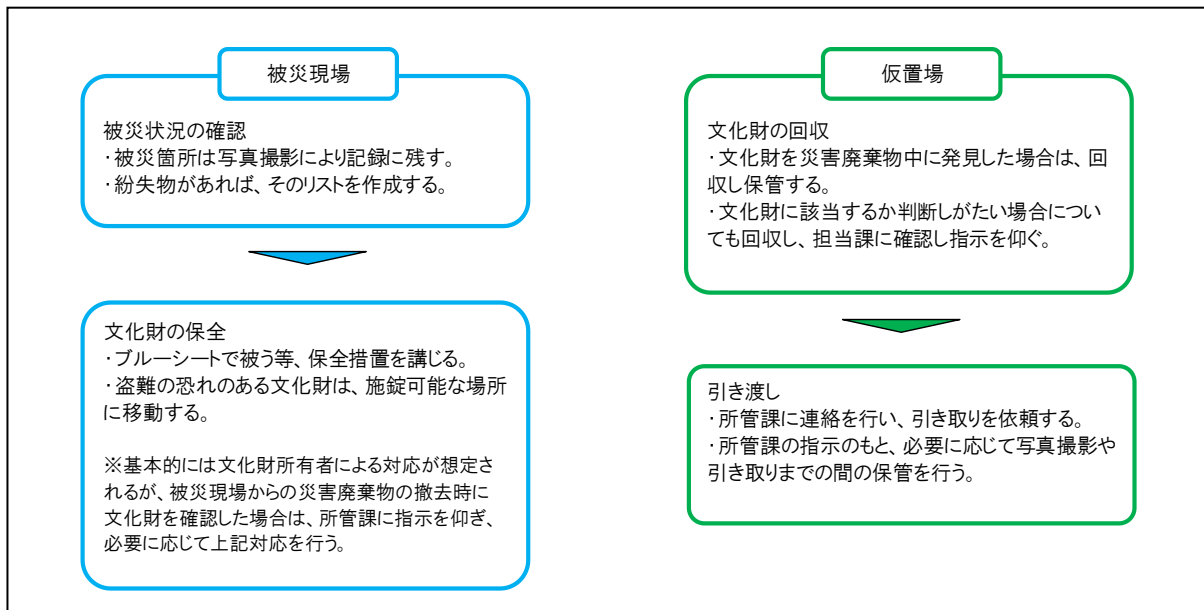 被災現場
被災状況の確認
・被災箇所は写真撮影により記録に残す。
・紛失物があれば、そのリストを作成する。
文化財の保全
・ブルーシートで被う等、保全措置を講じる。
・盗難の恐れのある文化財は、施錠可能な場所
に移動する。
※基本的には文化財所有者による対応が想定さ
れるが、被災現場からの災害廃棄物の撤去時に
文化財を確認した場合は、所管課に指示を仰ぎ、
必要に応じて上記対応を行う。
仮置場
文化財の回収
・文化財を災害廃棄物中に発見した場合は、回
収し保管する。
・文化財に該当するか判断しがたい場合につい
ても回収し、担当課に確認し指示を仰ぐ。
引き渡し
・所管課に連絡を行い、引き取りを依頼する。
・所管課の指示のもと、必要に応じて写真撮影や
引き取りまでの間の保管を行う。